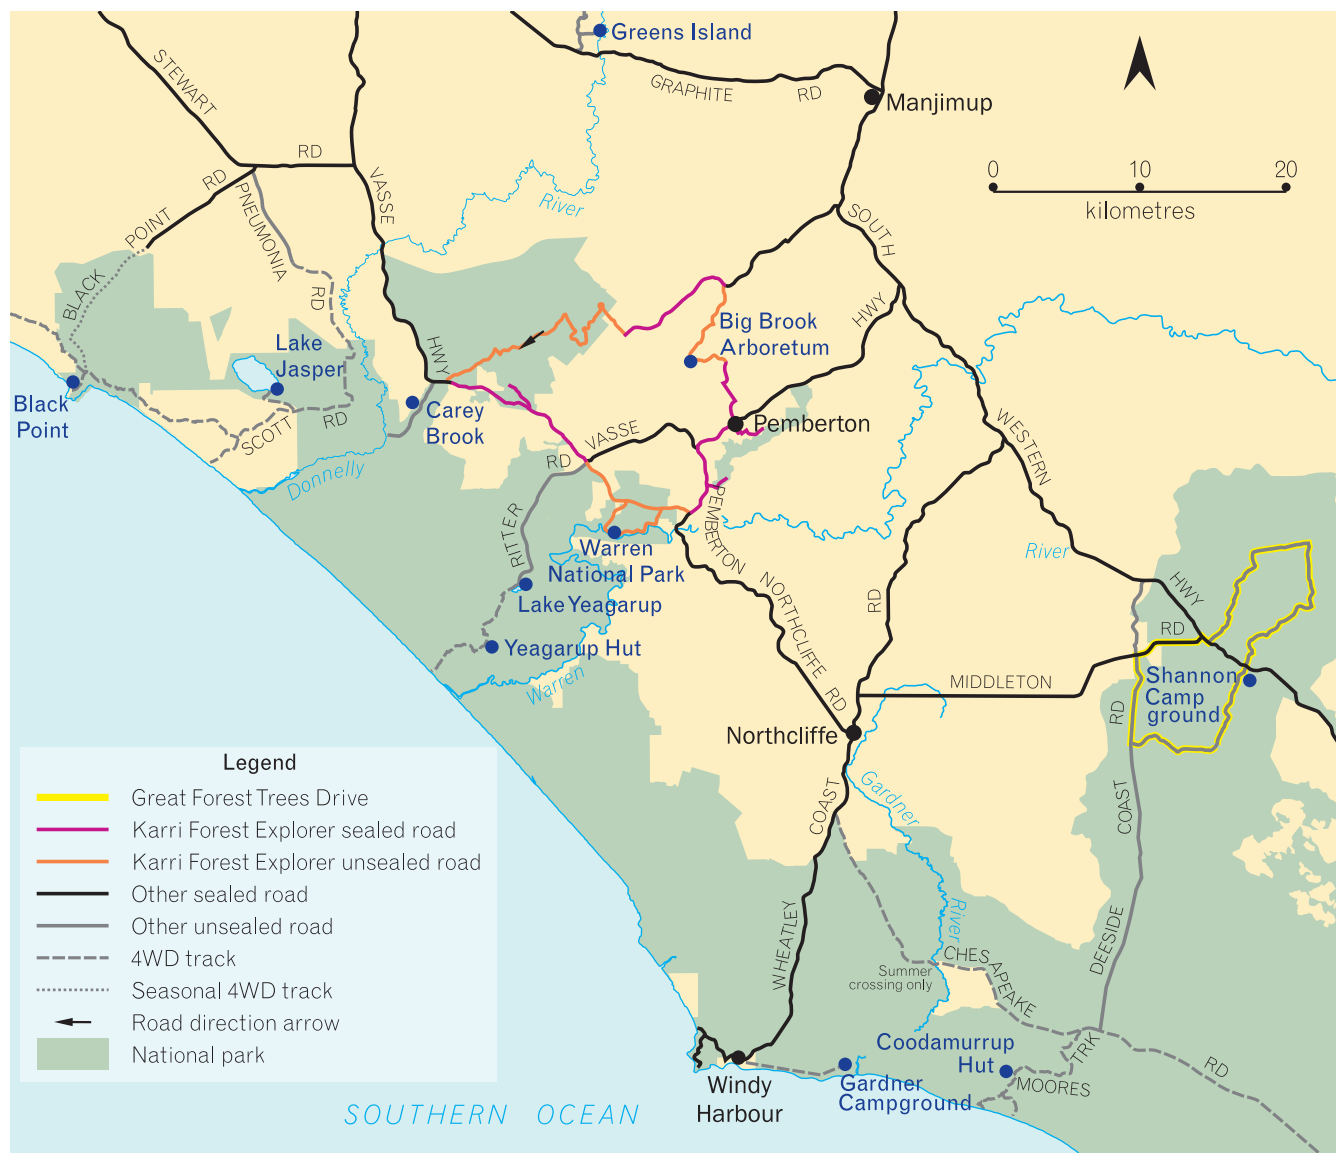 Greens Island
STEWART
GRAPHITE
RD
Manjimup
RD
0
10
20
kilometres
RD
VASSE
PNEUMONIA
POINT
River
SOUTH
BLACK
RD
HWY
Big Brook
Arboretum
Lake
Jasper
HWY
Black
Point
Carey
Brook
SCOTT
RD
Pemberton
VASSE
RD
WESTERN
Donnelly
PEMBERTON
RITTER
Warren
National Park
River
Lake Yeagarup
NORTHCLIFFE
RD
HWY
RD
Yeagarup Hut
Warren
RD
MIDDLETON
Shannon
Camp
ground
RD
Northcliffe
Gardner
COAST
COAST
Legend
Great Forest Trees Drive
Karri Forest Explorer sealed road
Karri Forest Explorer unsealed road
Other sealed road
Other unsealed road
4WD track
Seasonal 4WD track
Road direction arrow
National park
WHEATLEY
River
DEESIDE
CHESAPEAKE
Summer
crossing only
Coodamurrup
Hut
TRK
RD
MOORES
Windy
Harbour
Gardner
Campground
SOUTHERN OCEAN